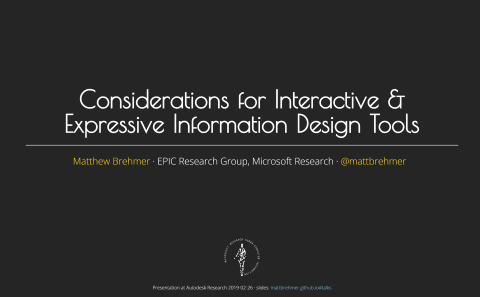 Considerations for Interactive &
Expressive Information Design Tools
Matthew Brehmer · EPIC Research Group, Microsoft Research · @mattbrehmer
Presentation at Autodesk Research 2019-02-26 · slides: mattbrehmer.github.io/talks